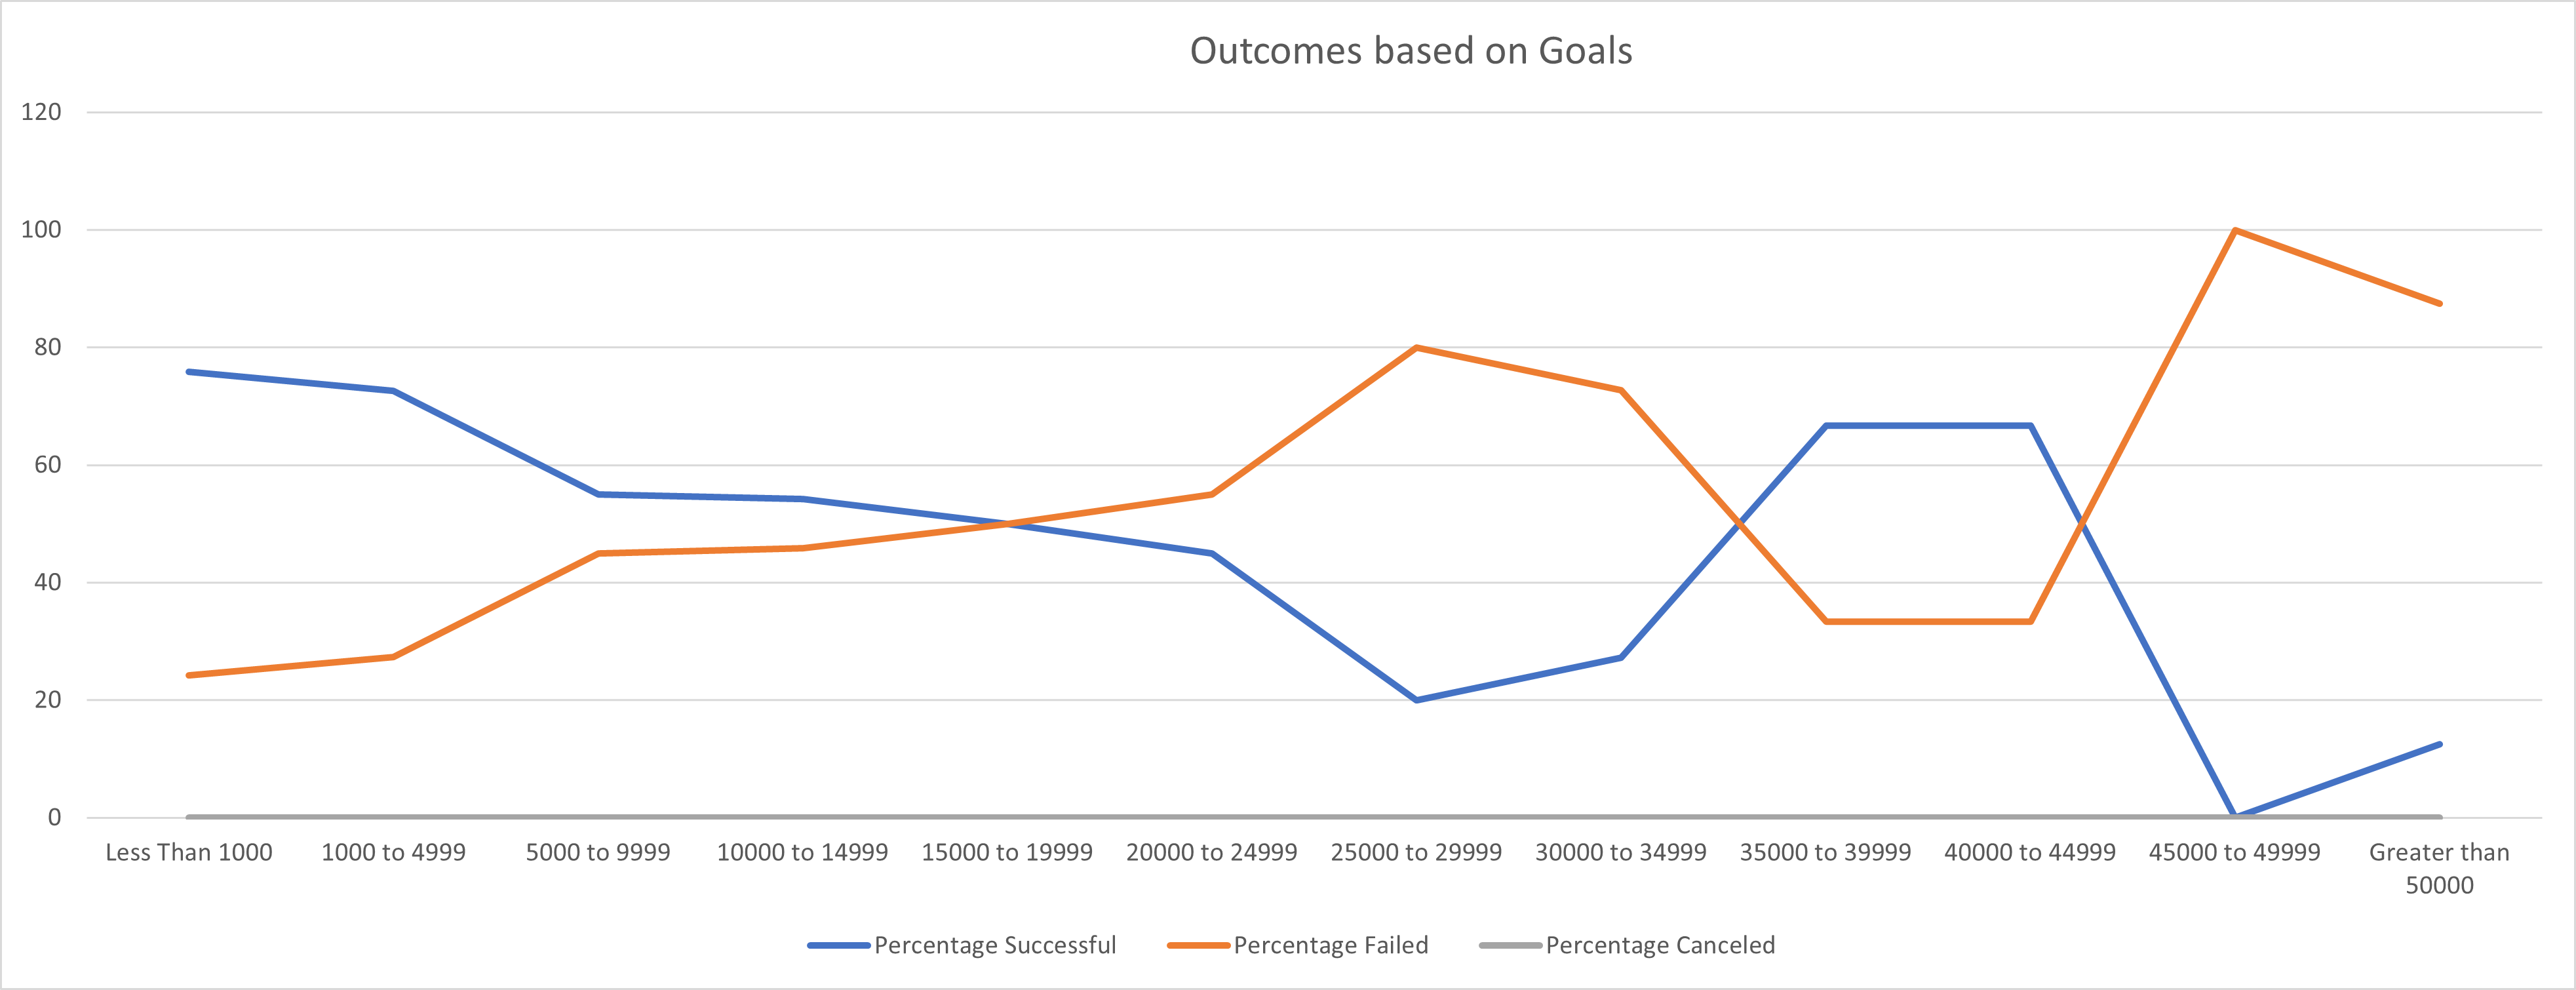 Outcomes based on Goals
120
100
80
60
40
20
0
Less Than 1000
1000 to 4999
5000 to 9999
10000 to 14999
15000 to 19999
20000 to 24999
25000 to 29999
30000 to 34999
35000 to 39999
40000 to 44999
45000 to 49999
Greater than
50000
Percentage Successful
Percentage Failed
Percentage Canceled